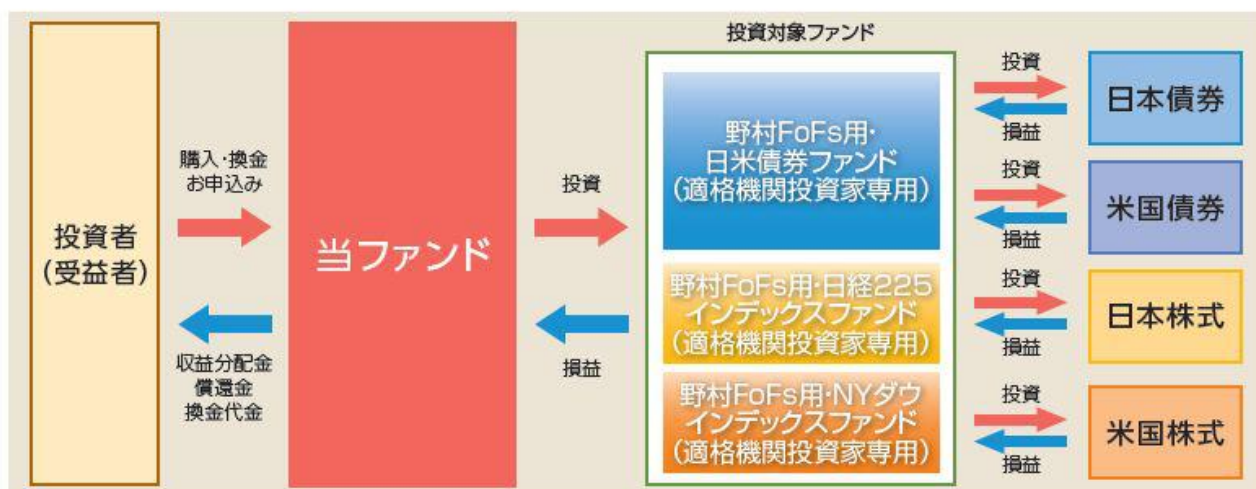 投資者
(受益者)
購入・換金
お申込み
収益分配金
償還金
換金代金
当ファンド
投資
損益
投資対象ファンド
野村FoFs用・
日米債券ファンド
(適格機関投資家専用)
野村FoFs用・日経225
インデックスファンド
(適格機関投資家専用)
野村FoFs用・NYダウ
インデックスファンド
(適格機関投資家専用)
投資
損益
日本債券
投資
損益
米国債券
投資
損益
日本株式
投資
損益
米国株式